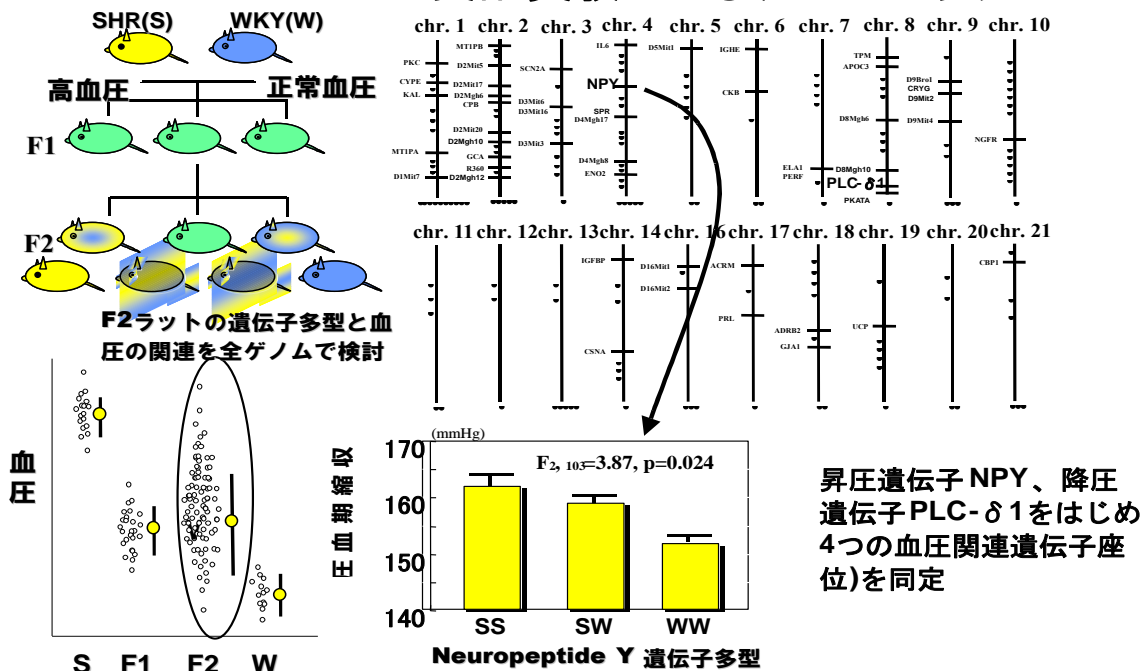 SHR(S) WKY(W)
高血圧 正常血圧
F1
F2
F2ラットの遺伝子多型と血
圧の関連を全ゲノムで検討
chr. 1 chr. 2 chr. 3 chr. 4 chr. 5 chr. 6 chr. 7 chr. 8 chr. 9 chr. 10
PKC
CYPE
KAL
MT1PA
D1Mit7
MT1PB
D2Mit5
D2Mit17
D2Mgh6
CPB
D2Mit20
D2Mgh10
GCA
R360
D2Mgh12
SCN2A
D3Mit6
D3Mit16
D3Mit3
IL6
NPY
SPR
D4Mgh17
D4Mgh8
ENO2
D5Mit1
IGHE
CKB
ELA1
PERF
TPM
APOC3
D8Mgh6
D8Mgh10
PLC-δ1
PKATA
D9Bro1
CRYG
D9Mit2
D9Mit4
NGFR
chr. 11 chr. 12 chr. 13 chr. 14 chr. 16 chr. 17 chr. 18 chr. 19 chr. 20 chr. 21
IGFBP
CSNA
D16Mit1
D16Mit2
ACRM
PRL
ADRB2
GJA1
UCP
CBP1
血圧
S F1 F2 W
(mmHg)
170
160
150
140
圧血期縮収
F₂, ₁₀₃=3.87, p=0.024
SS SW WW
Neuropeptide Y 遺伝子多型
昇圧遺伝子NPY、降圧
遺伝子PLC-δ1をはじめ
4つの血圧関連遺伝子座
位)を同定